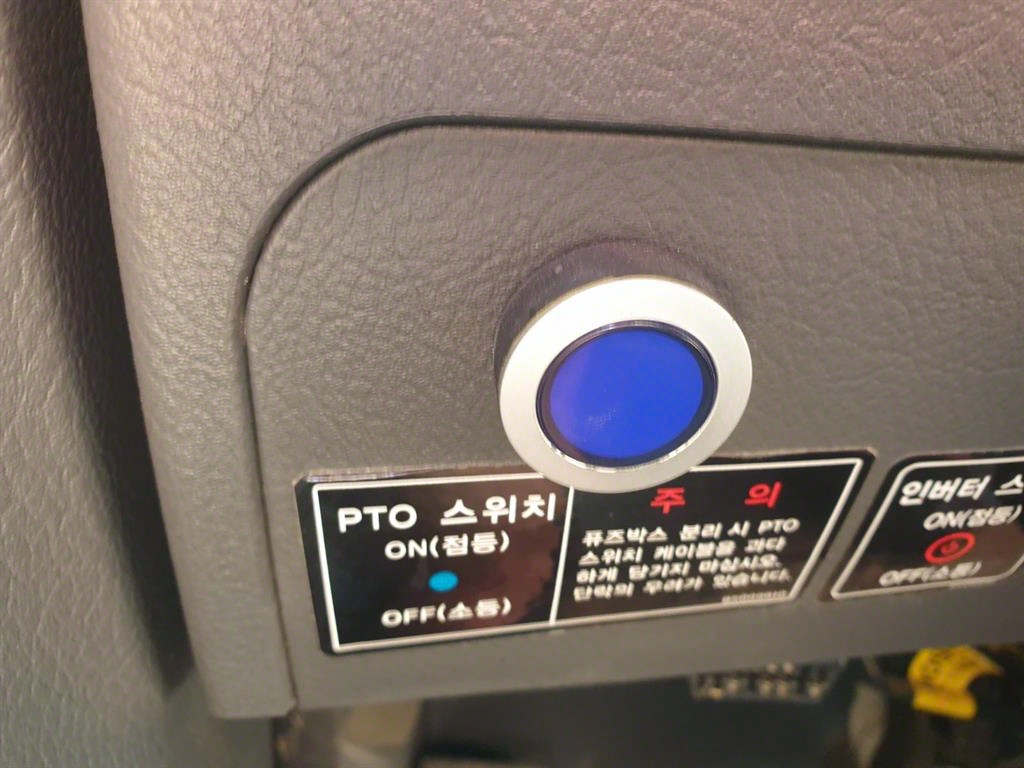 PTO 스위치
ON(점등)
OFF(소등)
주 의
퓨즈박스 분리 시 PTO
스위치 케이블을 과다
하게 당기지 마십시오.
단락의 우려가 있습니다.
인버터 스
ON(점등)
OFF(소등)